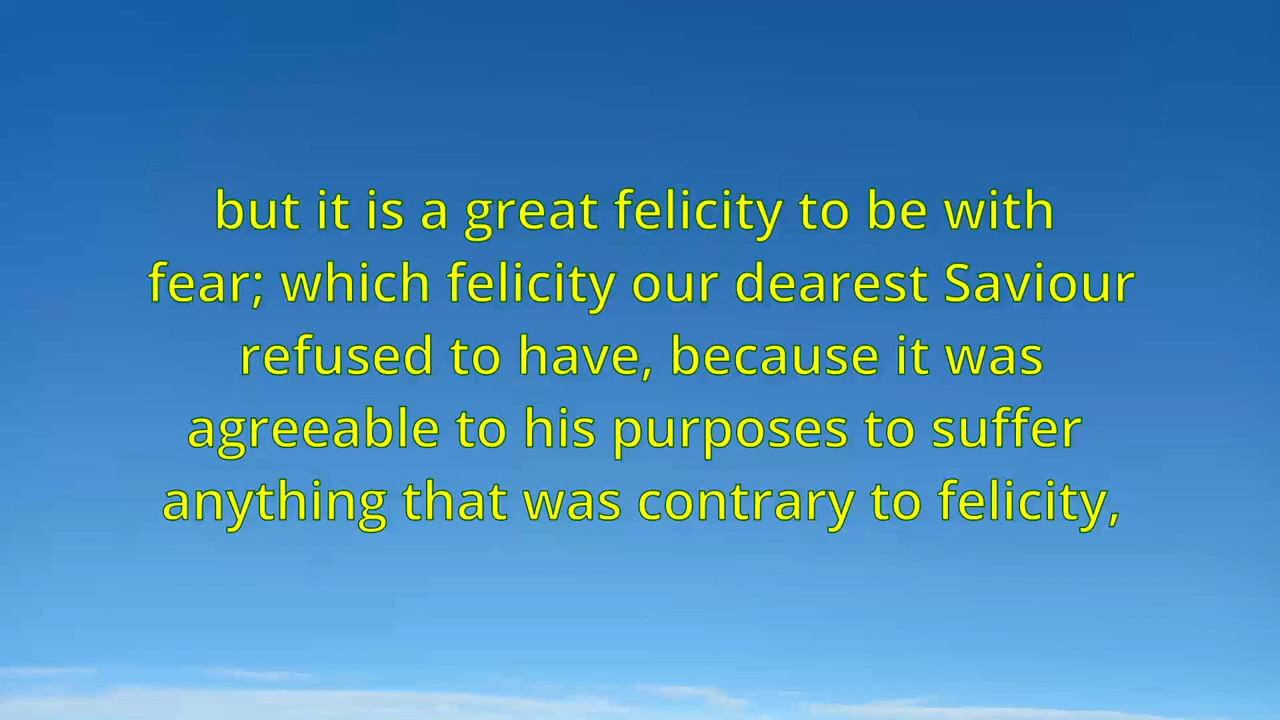 but it is a great felicity to be with
fear; which felicity our dearest Saviour
refused to have, because it was
agreeable to his purposes to suffer
anything that was contrary to felicity,